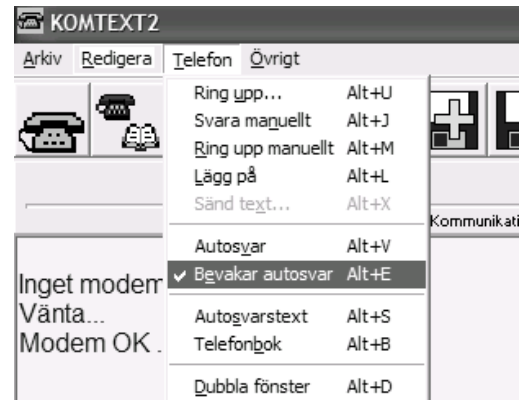 KOMTEXT2
Arkiv Redigera Telefon Övrigt
Ring upp... Alt+U
Svara manuellt Alt+J
Ring upp manuellt Alt+M
Lägg på Alt+L
Sänd text... Alt+X
Kommunikati
Autosvar Alt+V
Bevakar autosvar Alt+E
Autosvarstext Alt+S
Telefonbok Alt+B
Dubbla fönster Alt+D
Inget modem
Vänta...
Modem OK .